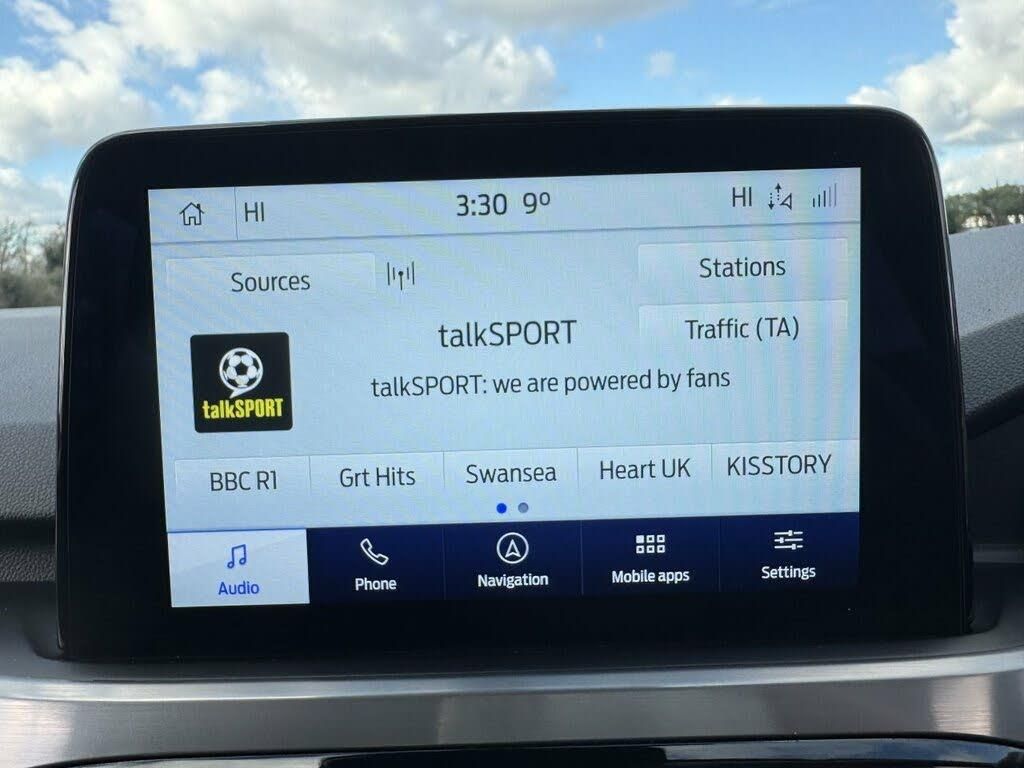 HI
3:30 9º
HI
Sources
Stations
talkSPORT
Traffic (TA)
talkSPORT: we are powered by fans
talkSPORT
BBC R1
Grt Hits
Swansea
Heart UK
KISSTORY
Audio
Phone
Navigation
Mobile apps
Settings